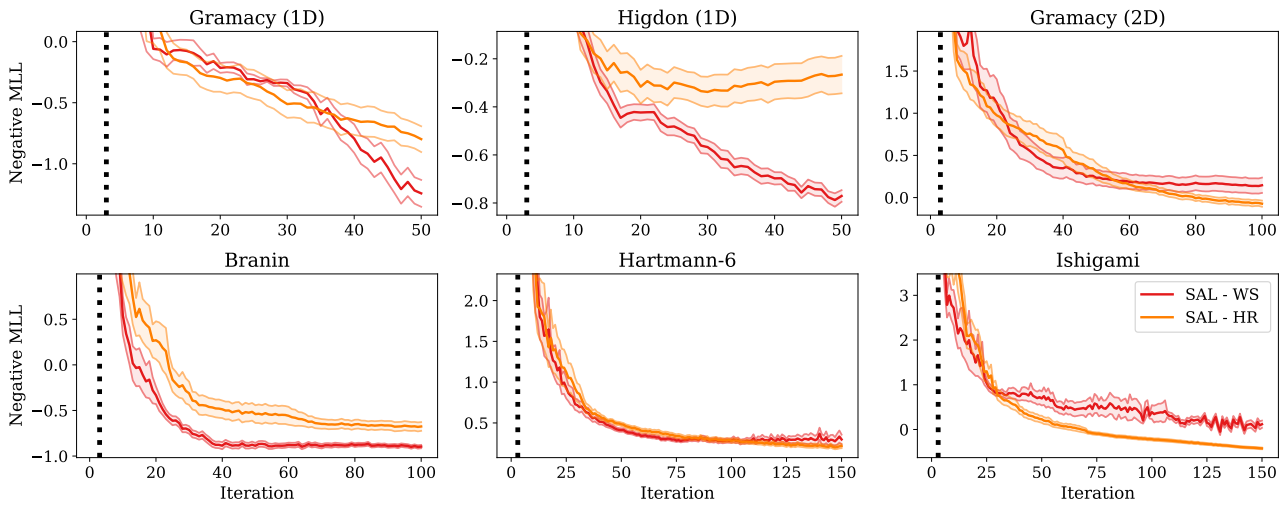 Gramacy (1D)
Higdon (1D)
Gramacy (2D)
Negative MLL
0.0
−0.5
−1.0
0 10 20 30 40 50
−0.2
−0.4
−0.6
−0.8
0 10 20 30 40 50
1.5
1.0
0.5
0.0
0 20 40 60 80 100
Branin
Hartmann-6
Ishigami
Negative MLL
0.5
0.0
−0.5
−1.0
0 20 40 60 80 100
Iteration
2.0
1.5
1.0
0.5
0 25 50 75 100 125 150
Iteration
3
2
1
0
0 25 50 75 100 125 150
Iteration
SAL - WS
SAL - HR